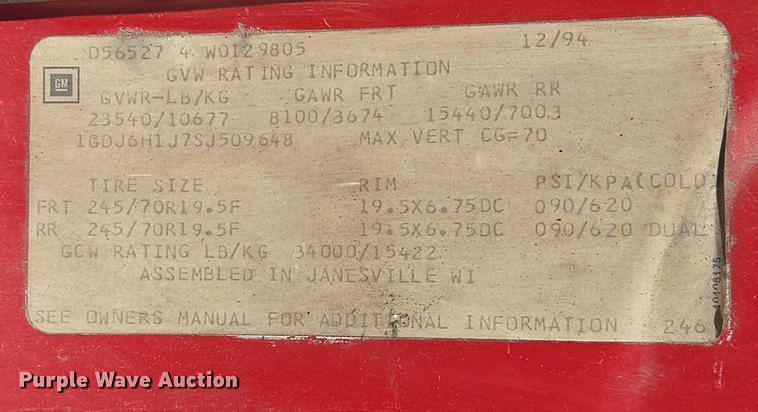 D56527 4 W0129805 12/94
GVW RATING INFORMATION
GM
GVWR-LB/KG GAWR FRT GAWR RR
23540/10677 8100/3674 15440/7003
1GDJ6H1J7SJ509648 MAX VERT CG=70
TIRE SIZE RIM PSI/KPA(COLD)
FRT 245/70R19.5F 19.5X6.75DC 090/620
RR 245/70R19.5F 19.5X6.75DC 090/620 DUAL
GCW RATING LB/KG 34000/15422
ASSEMBLED IN JANESVILLE WI
SEE OWNERS MANUAL FOR ADDITIONAL INFORMATION 246
Purple Wave Auction